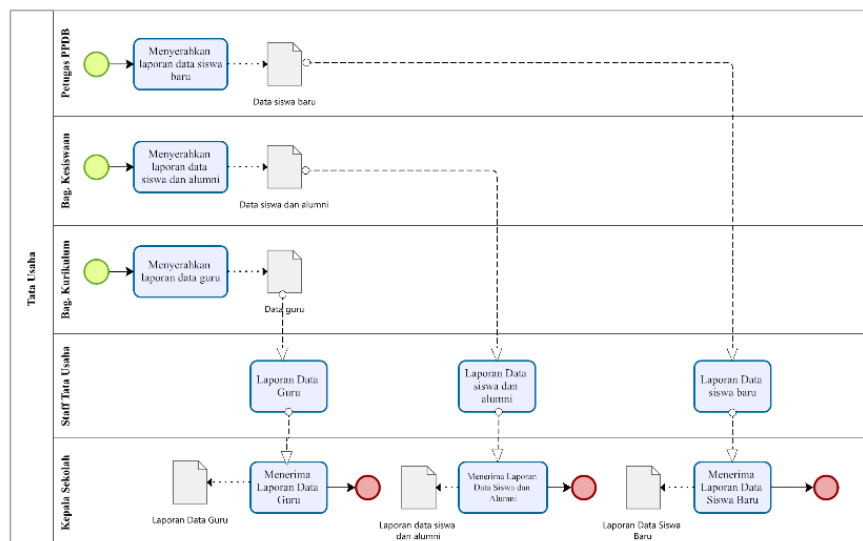 Tata Usaha
Petugas PPDB
Menyerahkan
laporan data siswa
baru
Data siswa baru
Bag. Kesiswaan
Menyerahkan
laporan data
siswa dan alumni
Data siswa dan alumni
Bag. Kurikulum
Menyerahkan
laporan data guru
Data guru
Staff Tata Usaha
Laporan Data
Guru
Laporan Data
siswa dan
alumni
Laporan Data
siswa baru
Kepala Sekolah
Laporan Data Guru
Menerima
Laporan Data
Guru
Laporan data siswa
dan alumni
Menerima Laporan
Data Siswa dan
Alumni
Laporan Data Siswa
Baru
Menerima
Laporan Data
Siswa Baru